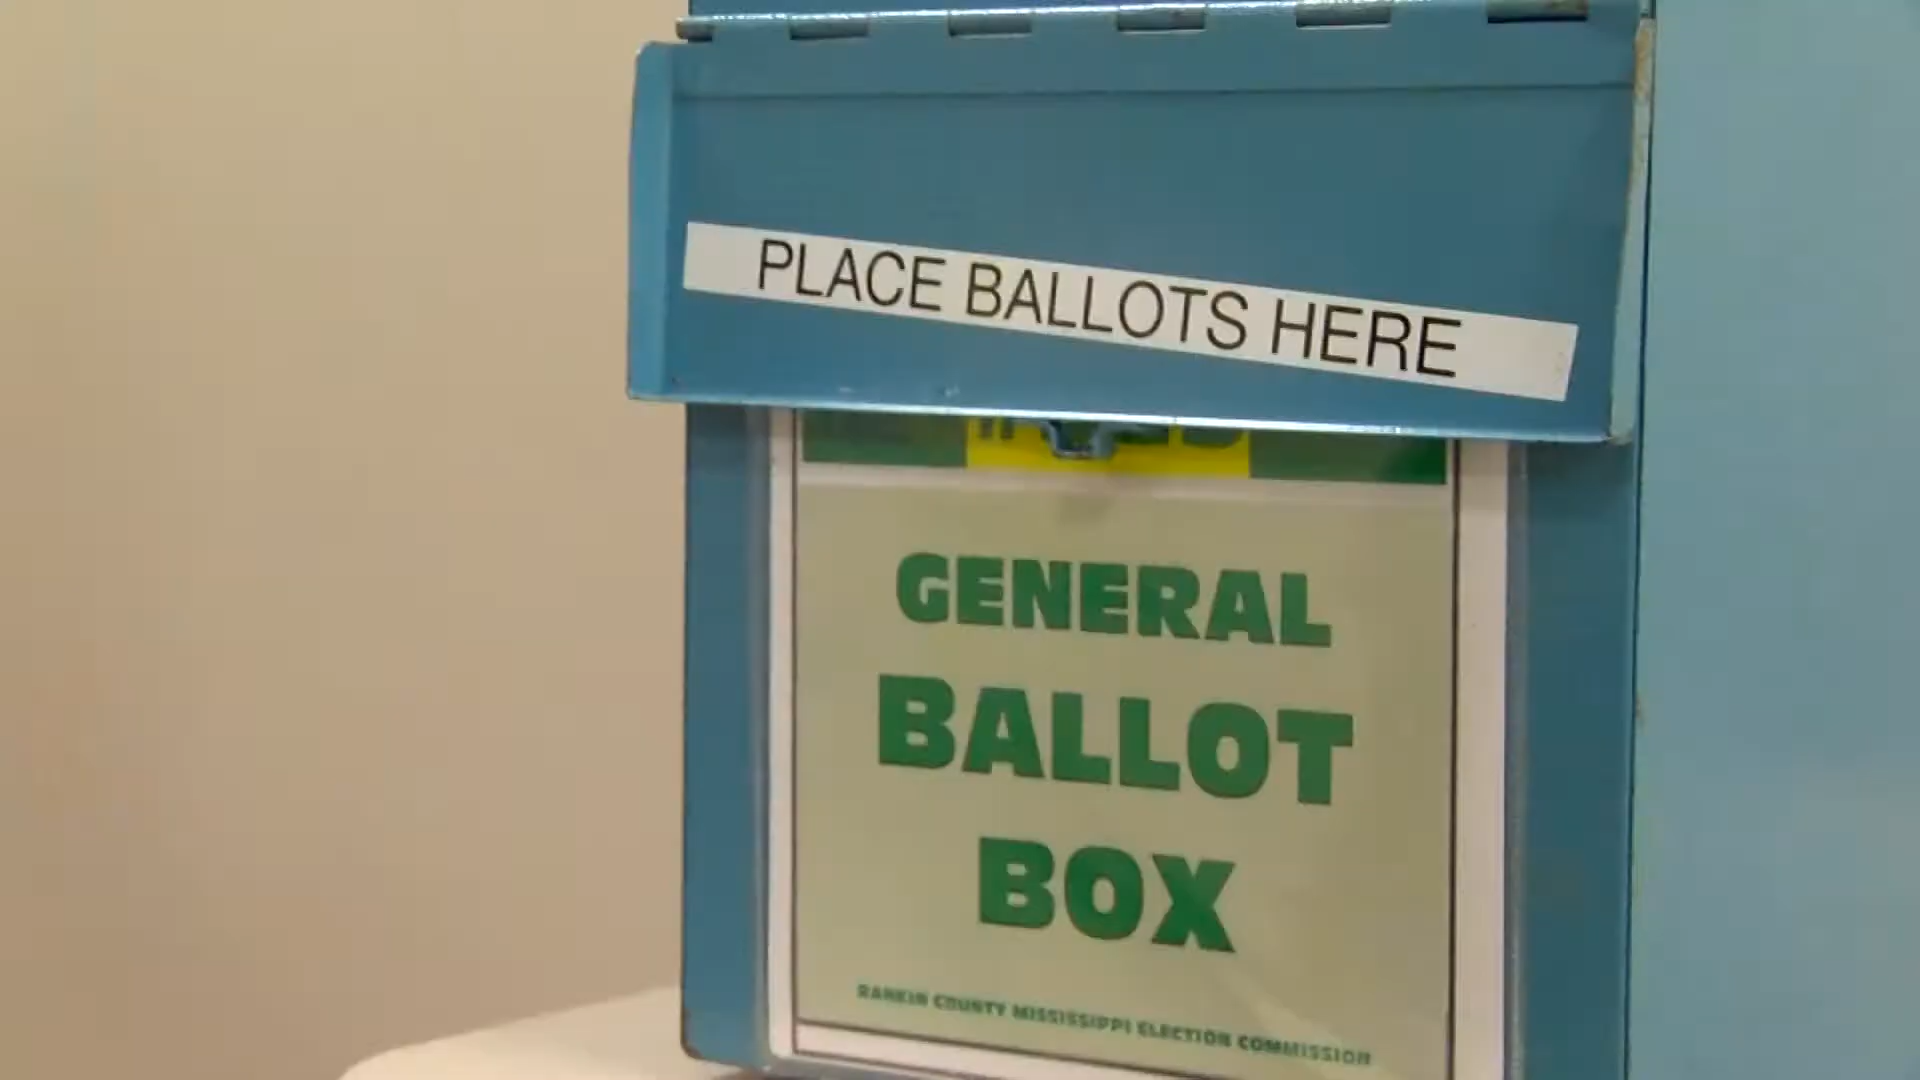 PLACE BALLOTS HERE
GENERAL
BALLOT
BOX
RANKIN COUNTY MISSISSIPPI ELECTION COMMISSION